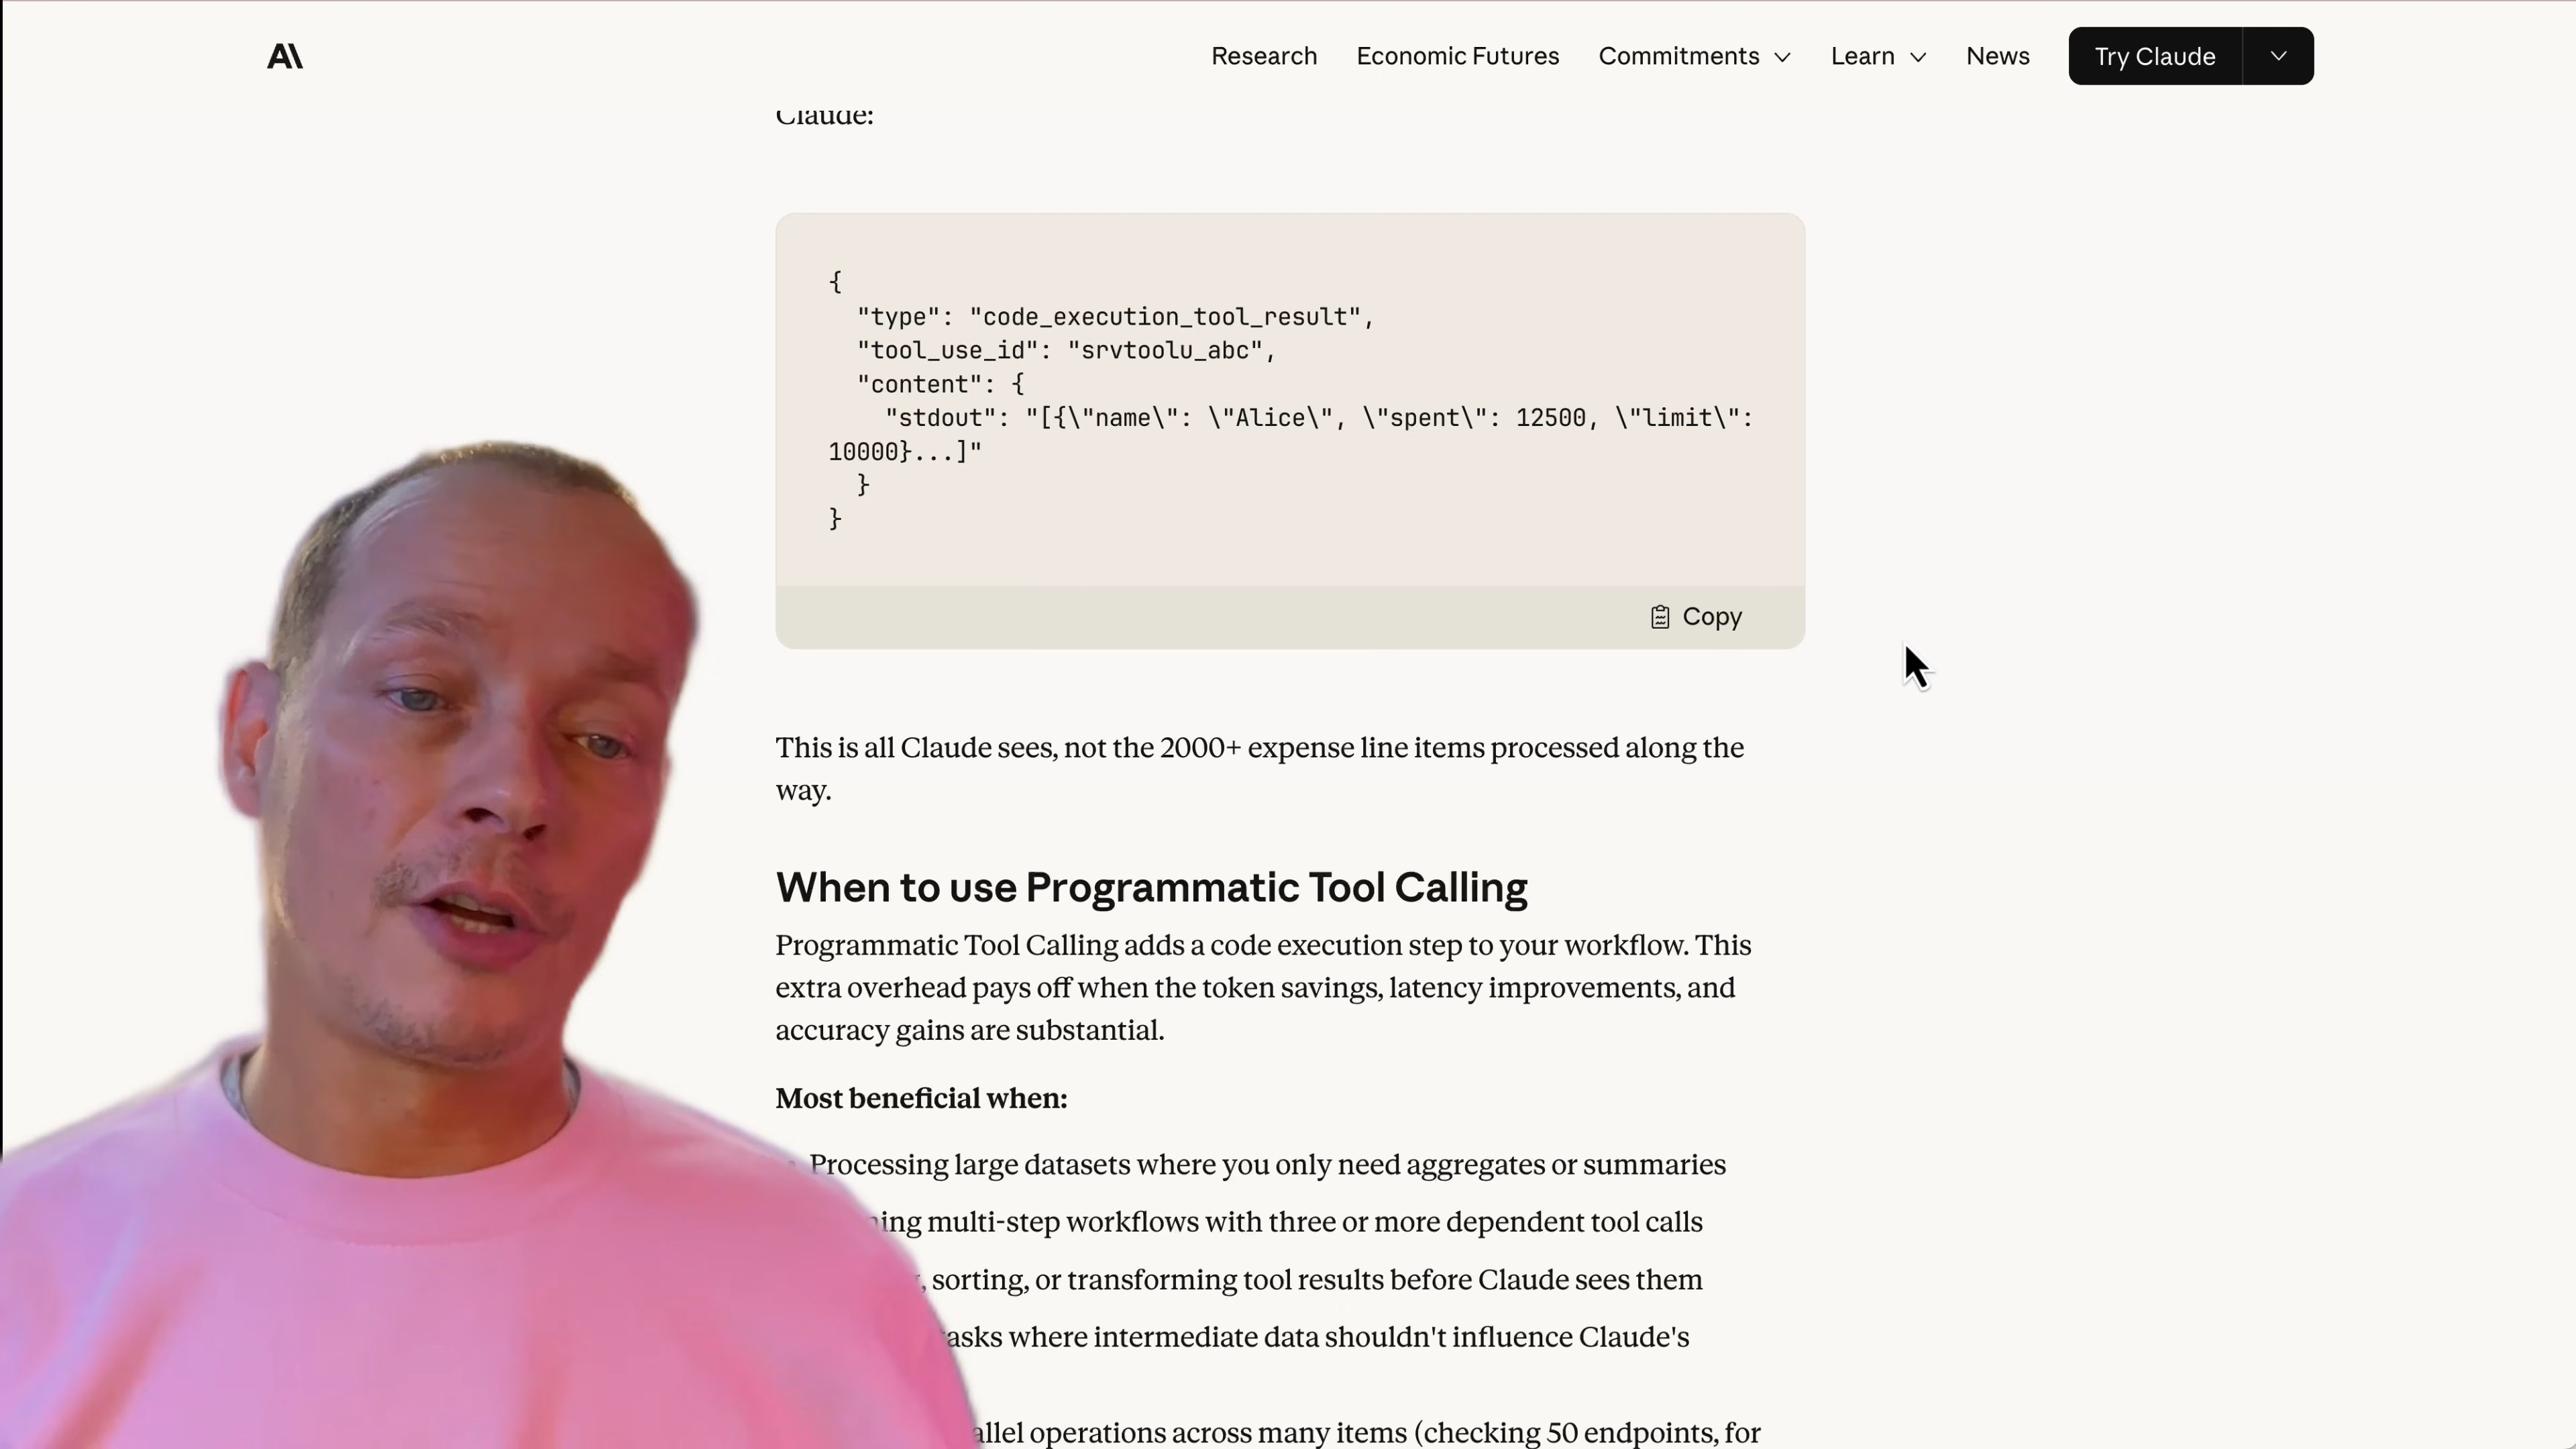 A\
Research Economic Futures Commitments Learn News Try Claude
Claude:
{
"type": "code_execution_tool_result",
"tool_use_id": "srvtoolu_abc",
"content": {
"stdout": "[{\"name\": \"Alice\", \"spent\": 12500, \"limit\":
10000}...]"
}
}
Copy
This is all Claude sees, not the 2000+ expense line items processed along the
way.
When to use Programmatic Tool Calling
Programmatic Tool Calling adds a code execution step to your workflow. This
extra overhead pays off when the token savings, latency improvements, and
accuracy gains are substantial.
Most beneficial when:
Processing large datasets where you only need aggregates or summaries
multi-step workflows with three or more dependent tool calls
sorting, or transforming tool results before Claude sees them
where intermediate data shouldn't influence Claude's
operations across many items (checking 50 endpoints, for